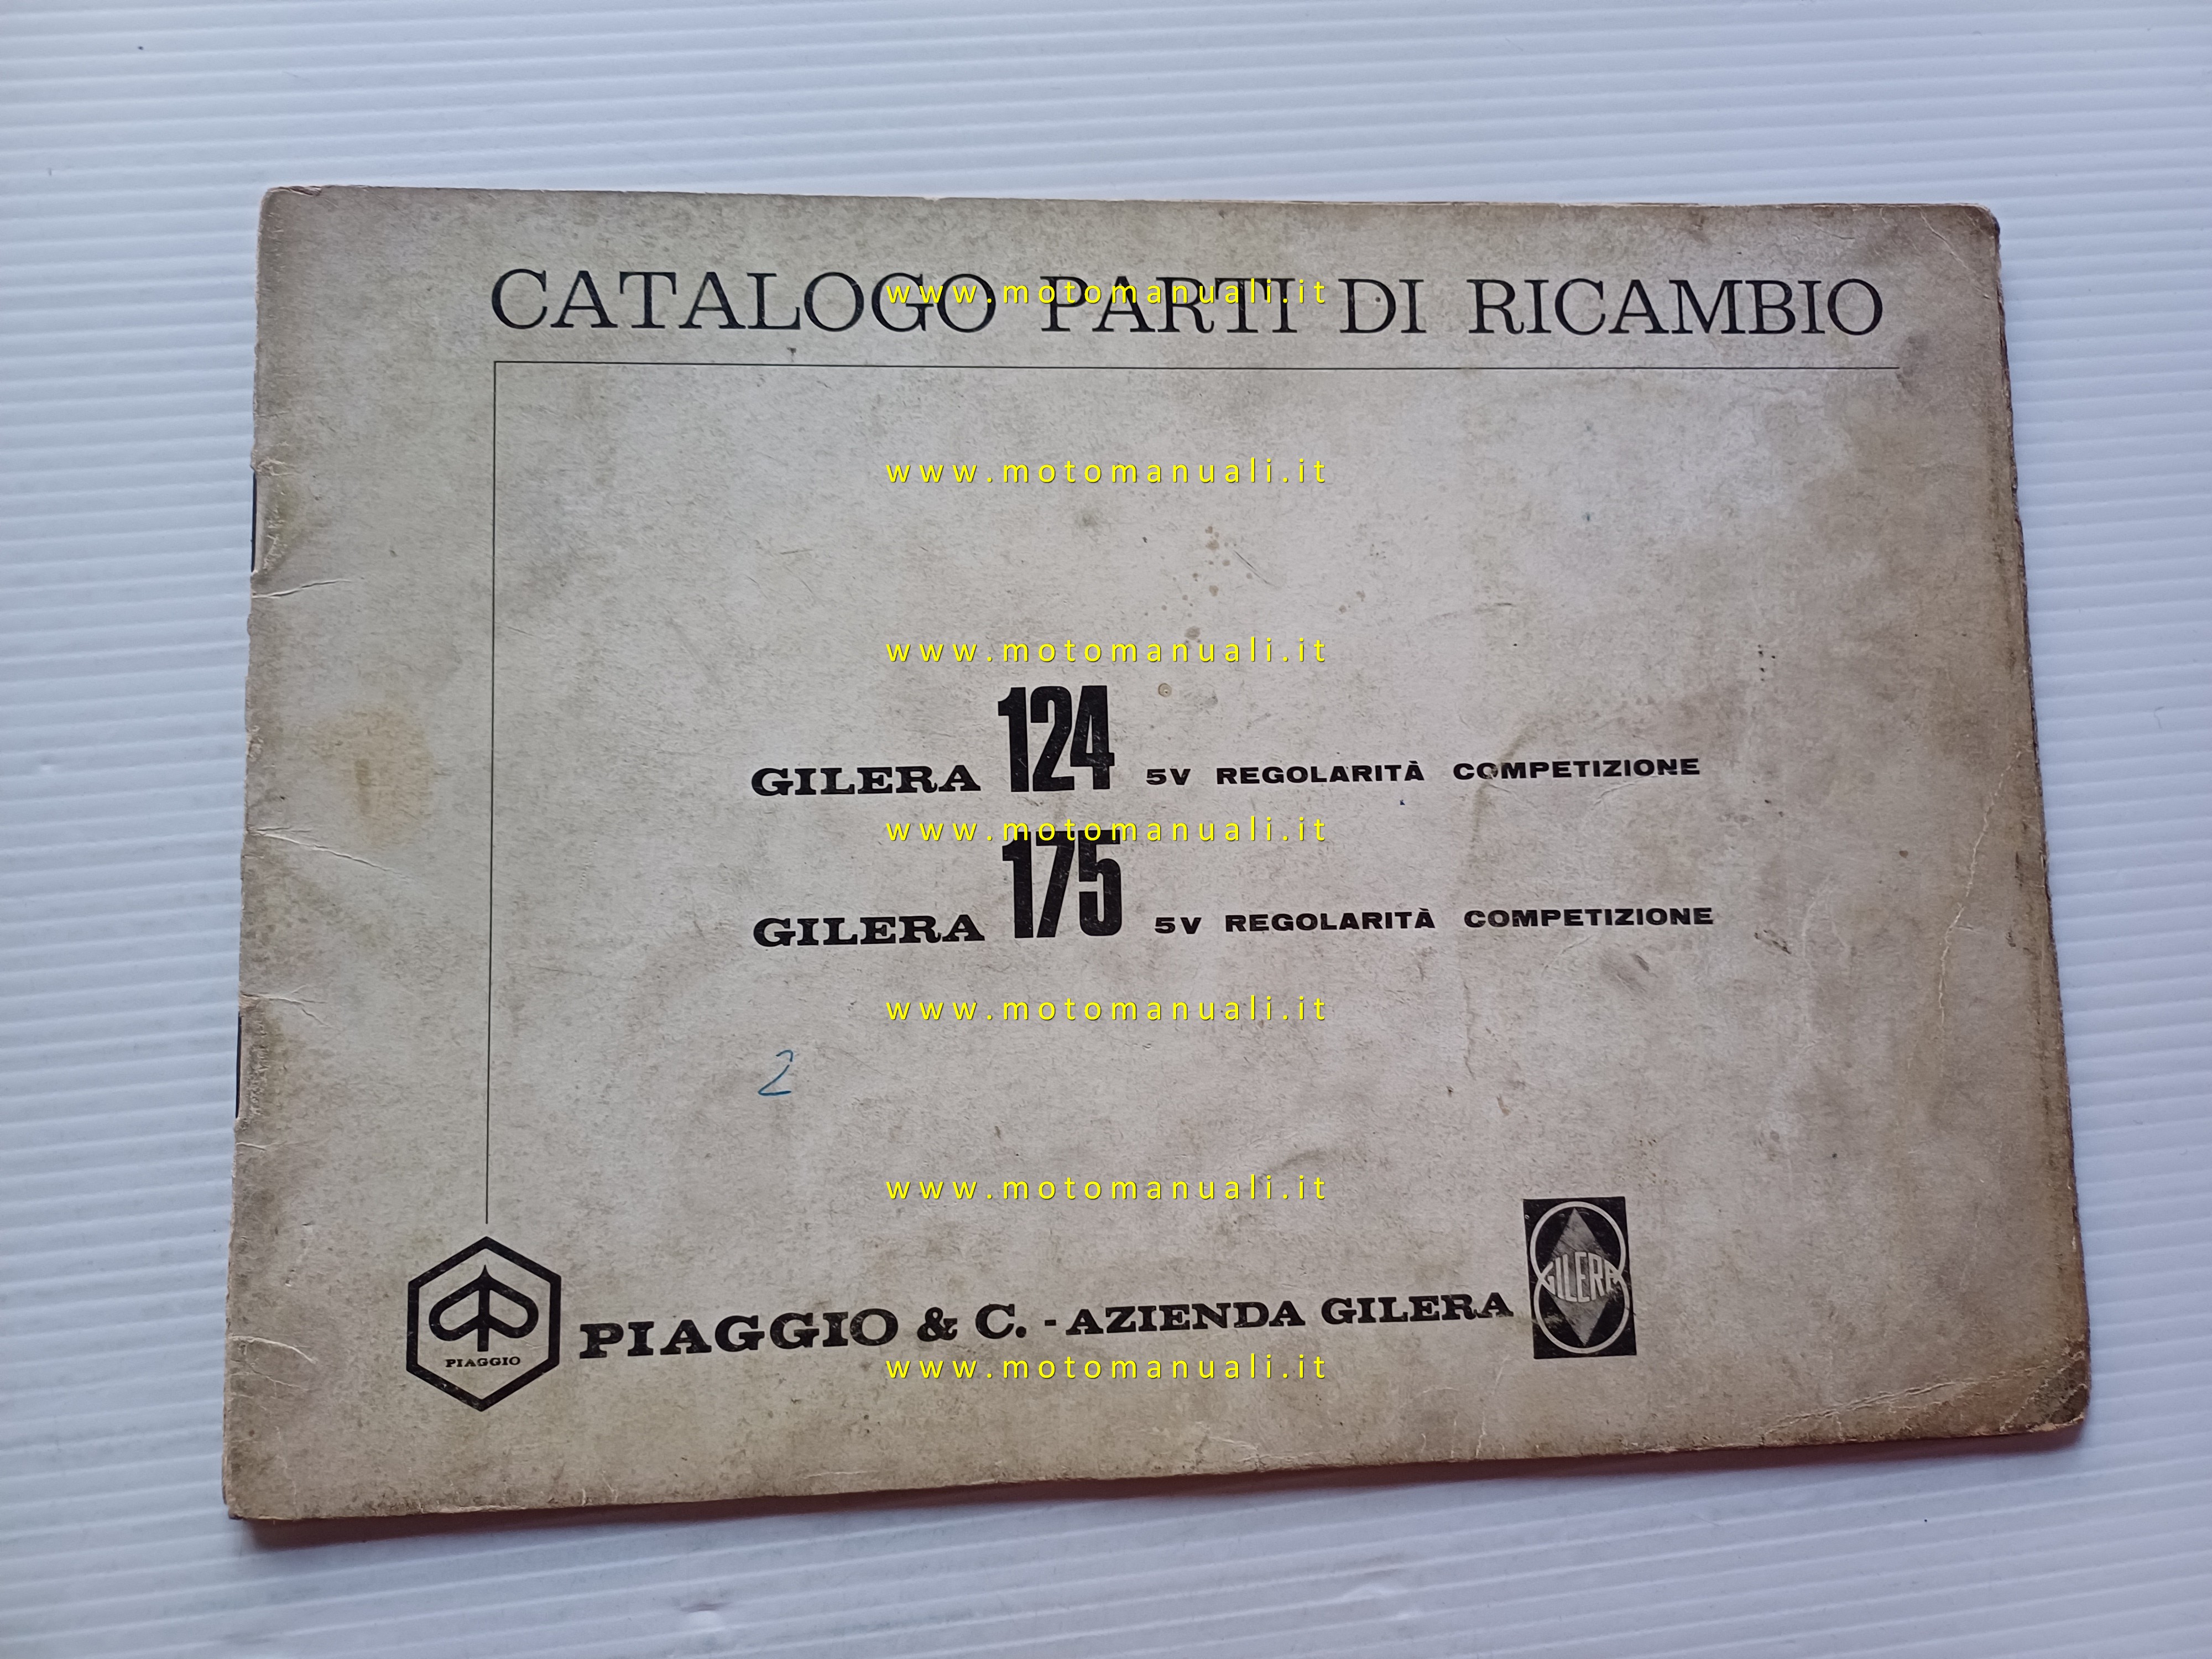 CATALOGO PARTI DI RICAMBIO
www.motomanuali.it
www.motomanuali.it
www.motomanuali.it
GILERA 124 5V REGOLARITÀ COMPETIZIONE
www.motomanuali.it
GILERA 175 5V REGOLARITÀ COMPETIZIONE
www.motomanuali.it
2
www.motomanuali.it
PIAGGIO
PIAGGIO & C. - AZIENDA GILERA
GILERA
www.motomanuali.it